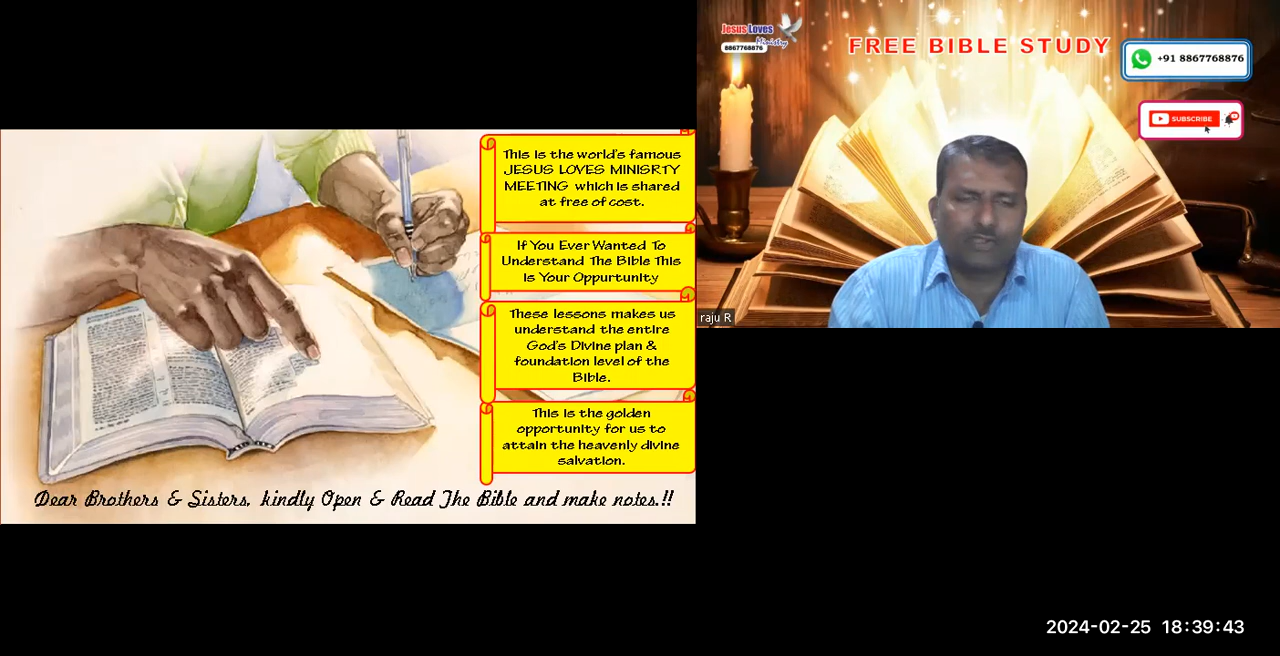 This is the world's famous
JESUS LOVES MINISRTY
MEETING which is shared
at free of cost.
If You Ever Wanted To
Understand The Bible This
is Your Oppurtunity
These lessons makes us
understand the entire
God's Divine plan &
foundation level of the
Bible.
This is the golden
opportunity for us to
attain the heavenly divine
salvation.
Dear Brothers & Sisters, kindly Open & Read The Bible and make notes.!!
Jesus Loves
Ministry
8867768876
FREE BIBLE STUDY
+91 8867768876
SUBSCRIBE
raju R
2024-02-25 18:39:43